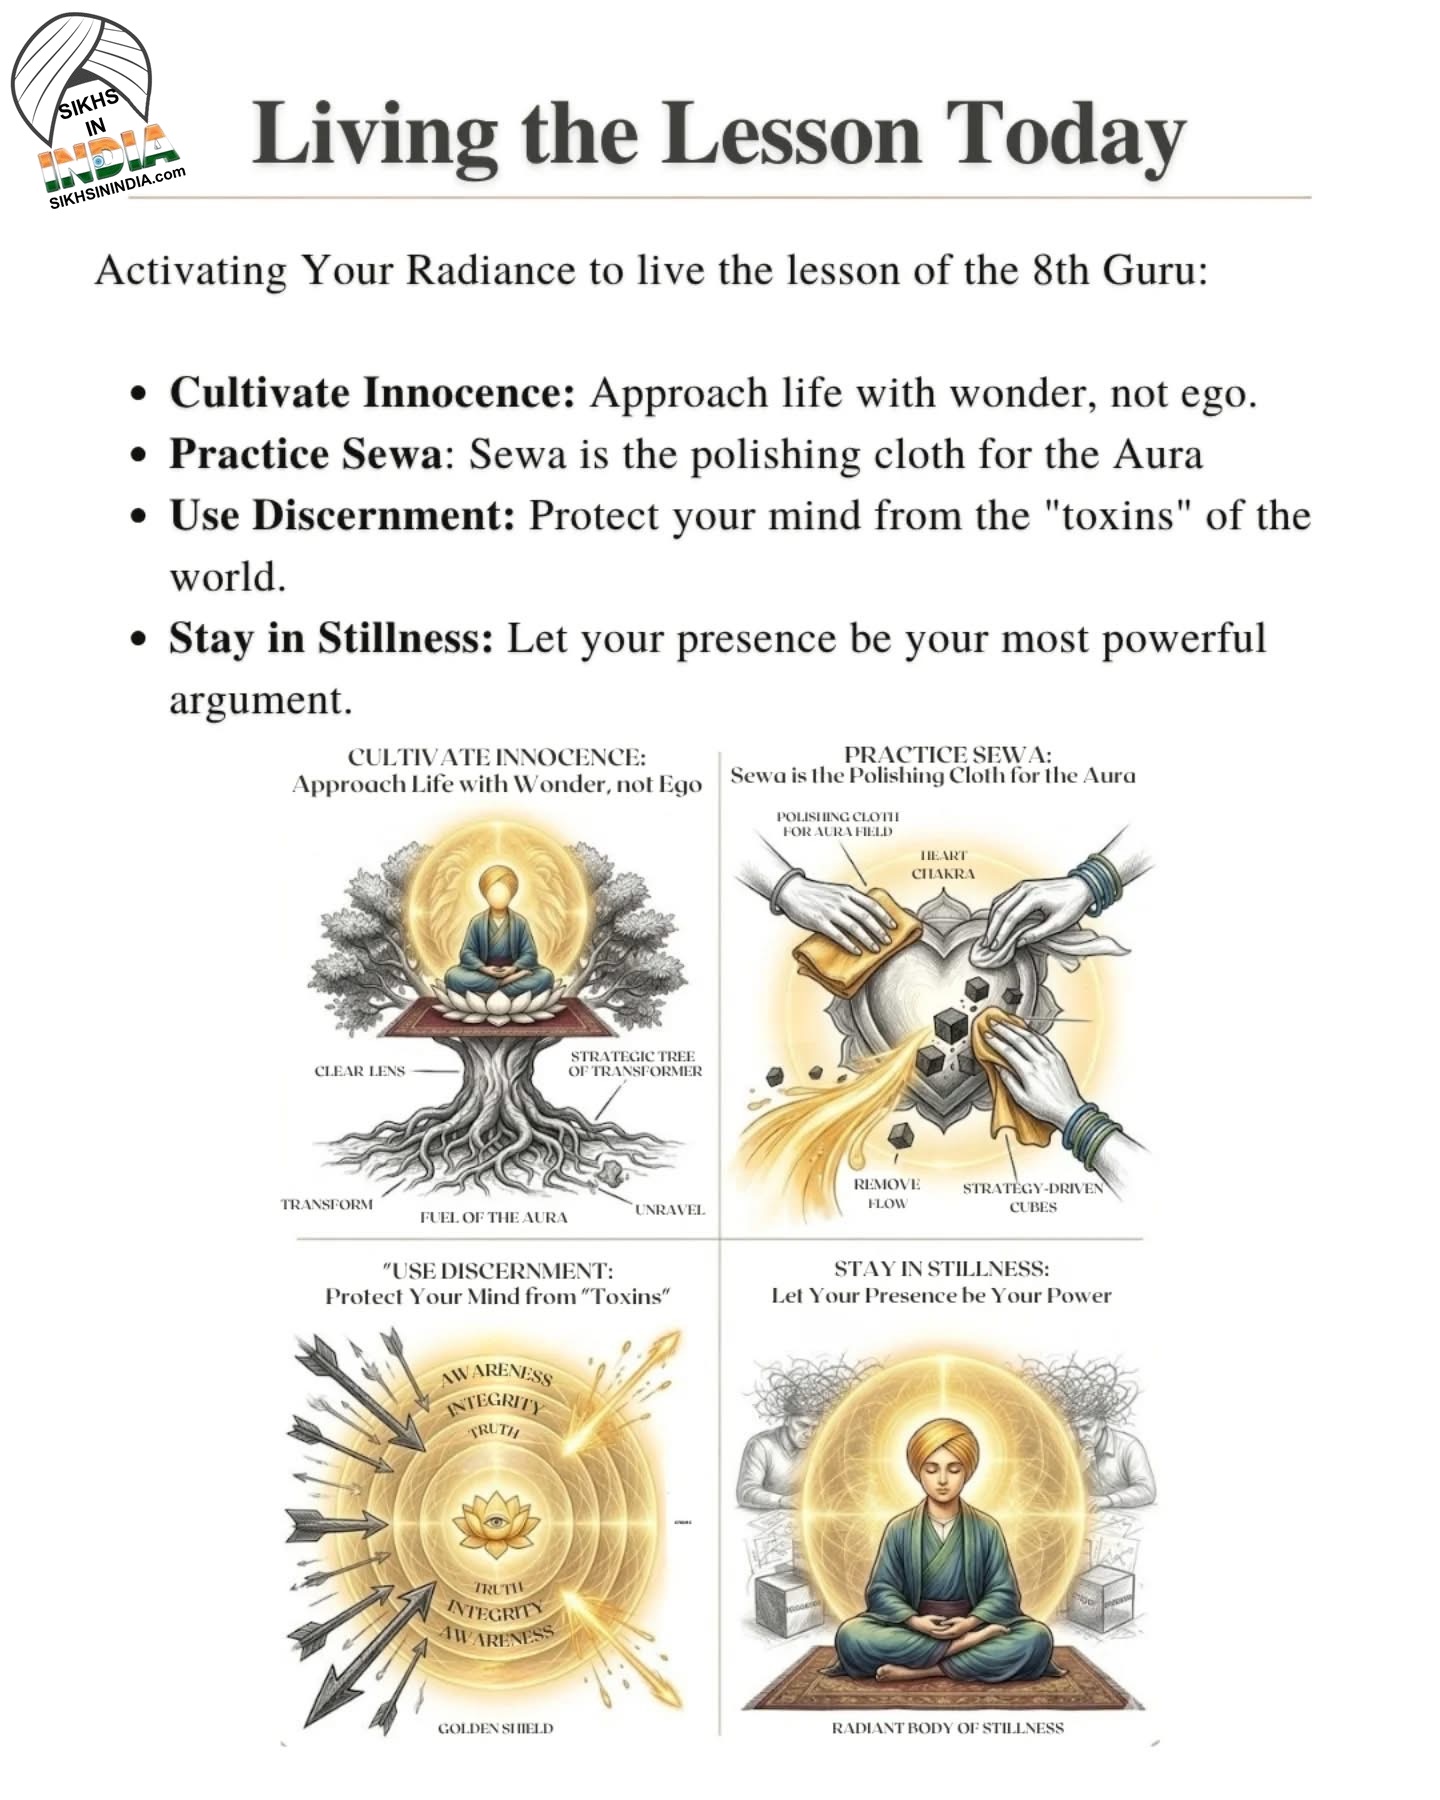 SIKHS
IN
INDIA
SIKHSININDIA.com
Living the Lesson Today
Activating Your Radiance to live the lesson of the 8th Guru:
• Cultivate Innocence: Approach life with wonder, not ego.
• Practice Sewa: Sewa is the polishing cloth for the Aura
• Use Discernment: Protect your mind from the "toxins" of the
world.
• Stay in Stillness: Let your presence be your most powerful
argument.
CULTIVATE INNOCENCE:
Approach Life with Wonder, not Ego
CLEAR LENS
STRATEGIC TREE
OF TRANSFORMER
TRANSFORM
FUEL OF THE AURA
UNRAVEL
PRACTICE SEWA:
Sewa is the Polishing Cloth for the Aura
POLISHING CLOTH
FOR AURA FIELD
HEART
CHAKRA
REMOVE
FLOW
STRATEGY-DRIVEN
CUBES
"USE DISCERNMENT:
Protect Your Mind from "Toxins"
AWARENESS
INTEGRITY
TRUTH
TRUTH
INTEGRITY
AWARENESS
GOLDEN SHIELD
STAY IN STILLNESS:
Let Your Presence be Your Power
RADIANT BODY OF STILLNESS